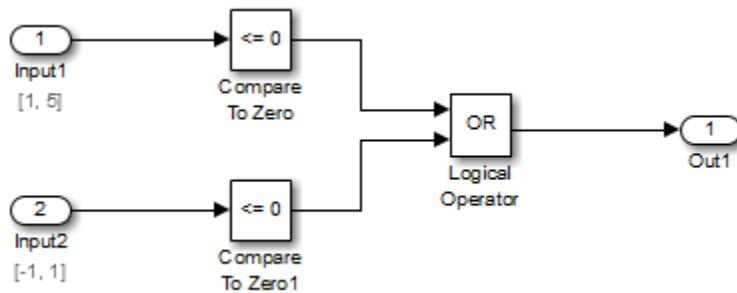 1
Input1
[1, 5]
<= 0
Compare
To Zero
OR
Logical
Operator
1
Out1
2
Input2
[-1, 1]
<= 0
Compare
To Zero1